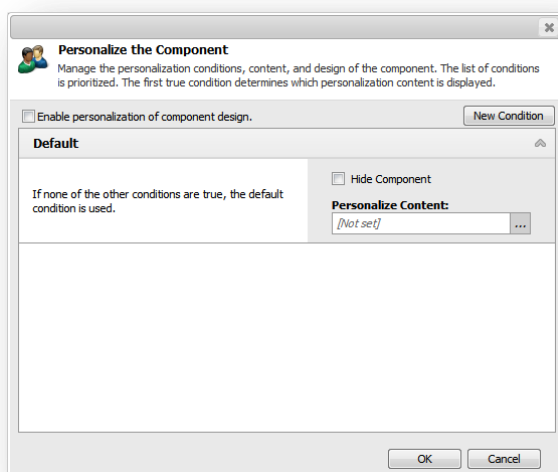 Personalize the Component
Manage the personalization conditions, content, and design of the component. The list of conditions
is prioritized. The first true condition determines which personalization content is displayed.
Enable personalization of component design.
New Condition
Default
If none of the other conditions are true, the default
condition is used.
Hide Component
Personalize Content:
[Not set]
...
OK
Cancel